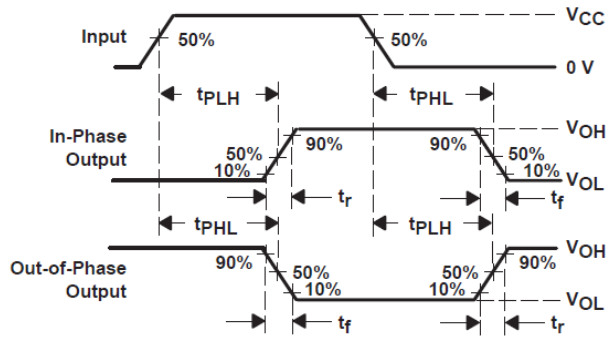 VCC
Input
50%
50%
0 V
tPLH
tPHL
In-Phase
Output
90%
90%
VOH
50%
50%
10%
10%
VOL
tr
tf
tPHL
tPLH
Out-of-Phase
Output
90%
90%
VOH
50%
50%
10%
10%
VOL
tf
tr